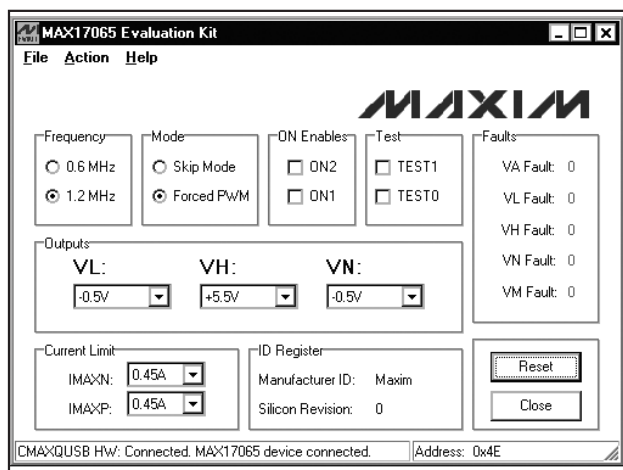 MAX17065 Evaluation Kit
File Action Help
MAXIM
Frequency
0.6 MHz
1.2 MHz
Mode
Skip Mode
Forced PWM
ON Enables
ON2
ON1
Test
TEST1
TEST0
Faults
VA Fault: 0
VL Fault: 0
VH Fault: 0
VN Fault: 0
VM Fault: 0
Outputs
VL: VH: VN:
-0.5V +5.5V -0.5V
Current Limit
IMAXN: 0.45A
IMAXP: 0.45A
ID Register
Manufacturer ID: Maxim
Silicon Revision: 0
Reset
Close
CMAXQUSB HW: Connected. MAX17065 device connected. Address: 0x4E